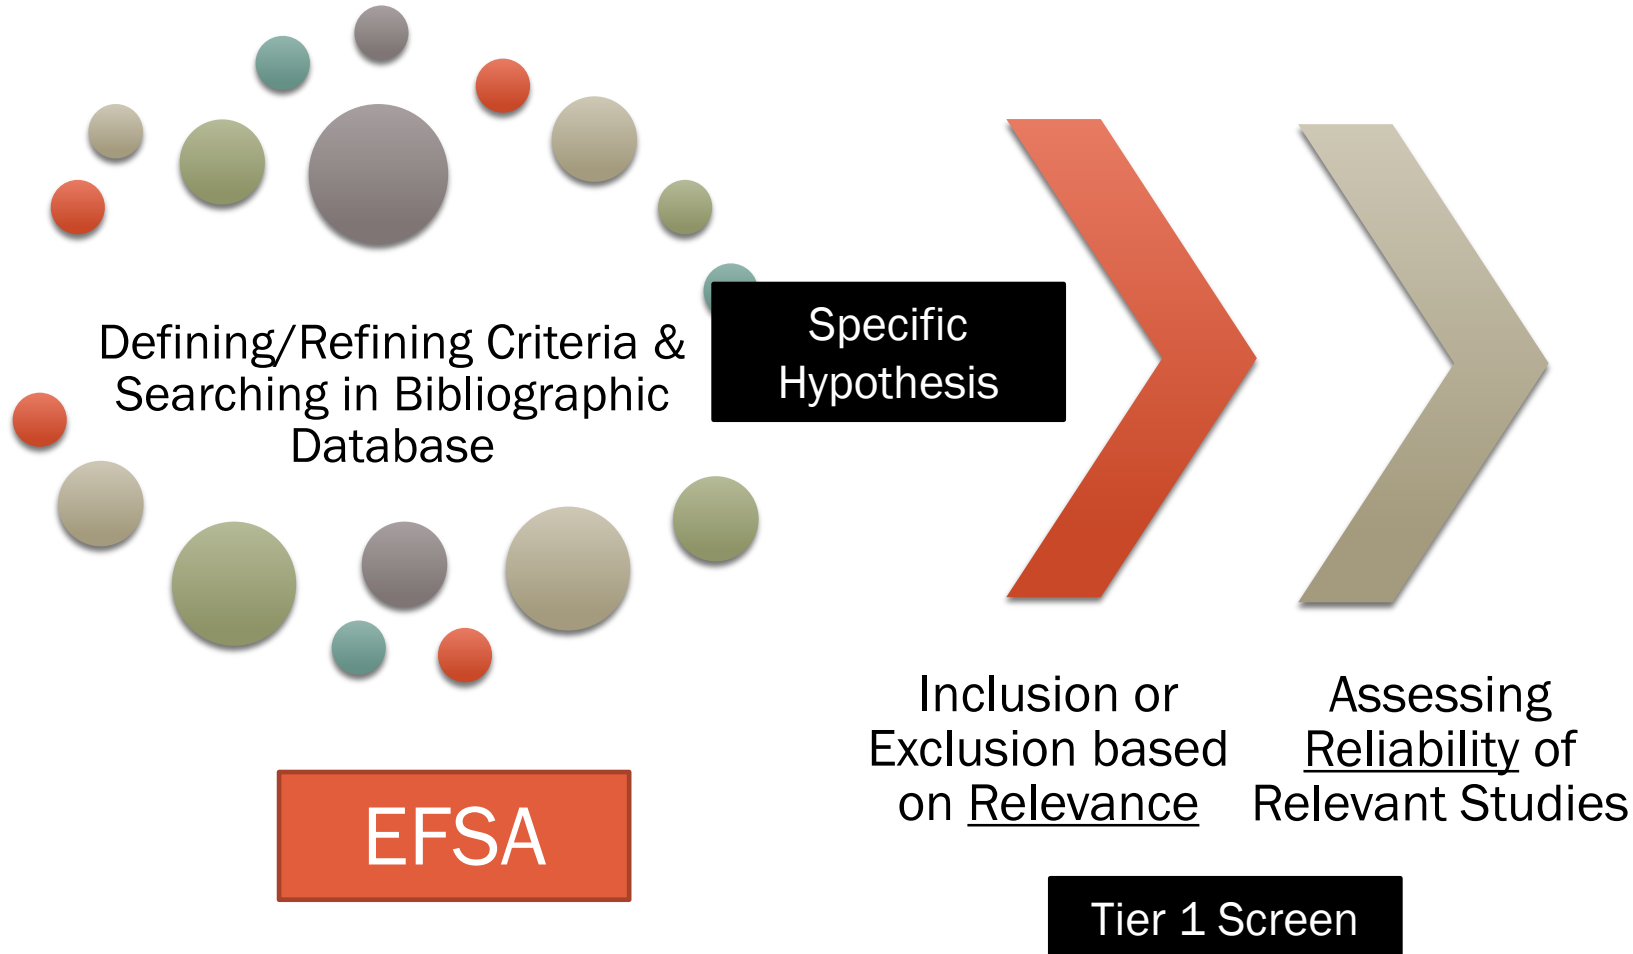 Defining/Refining Criteria &
Searching in Bibliographic
Database
Specific
Hypothesis
Inclusion or
Exclusion based
on Relevance
Assessing
Reliability of
Relevant Studies
EFSA
Tier 1 Screen